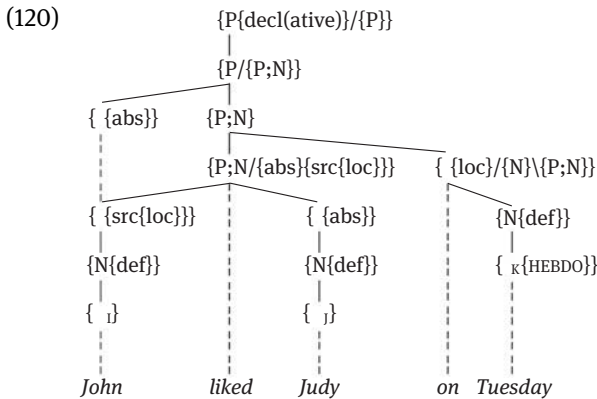 (120) {P{decl(ative)}/{P}}
{P/{P;N}}
{ {abs}} {P;N}
{P;N/{abs}{src{loc}}} { {loc}/{N}\{P;N}}
{ {src{loc}}} { {abs}} {N{def}}
{N{def}} {N{def}} { K{HEBDO}}
{ I} { J}
John liked Judy on Tuesday